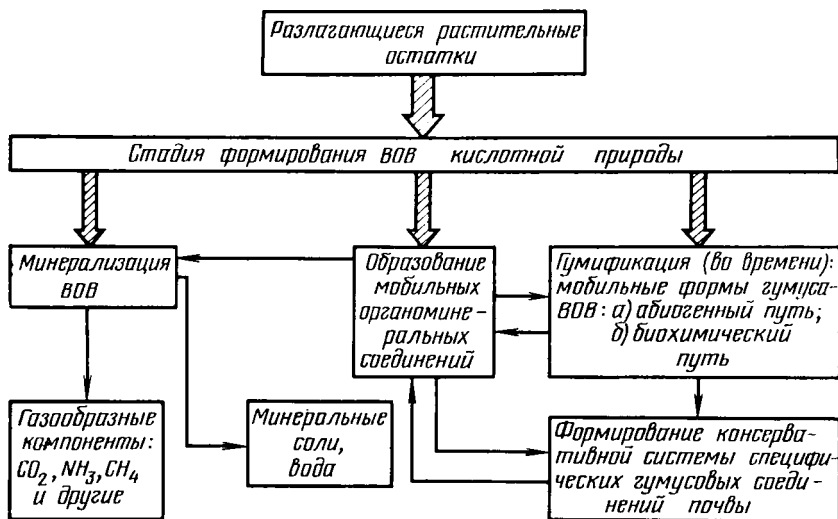 Разлагающиеся растительные
остатки
Стадия формирования ВОВ кислотной природы
Минерализация
ВОВ
Образование
мобильных
органомине-
ральных
соединений
Гумификация (во времени):
мобильные формы гумуса-
ВОВ: а) абиогенный путь;
б) биохимический
путь
Газообразные
компоненты:
CO₂, NH₃, CH₄
и другие
Минеральные
соли,
вода
Формирование консерва-
тивной системы специфи-
ческих гумусовых соеди-
нений почвы